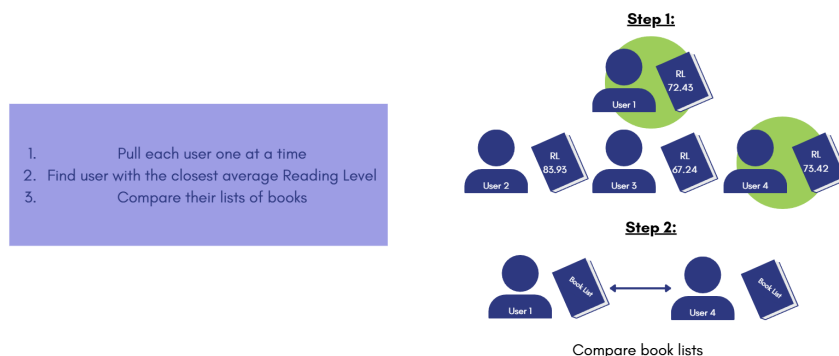 1. Pull each user one at a time
2. Find user with the closest average Reading Level
3. Compare their lists of books
Step 1:
RL
72.43
User 1
RL
83.93
User 2
RL
67.24
User 3
RL
73.42
User 4
Step 2:
User 1
Book List
User 4
Book List
Compare book lists